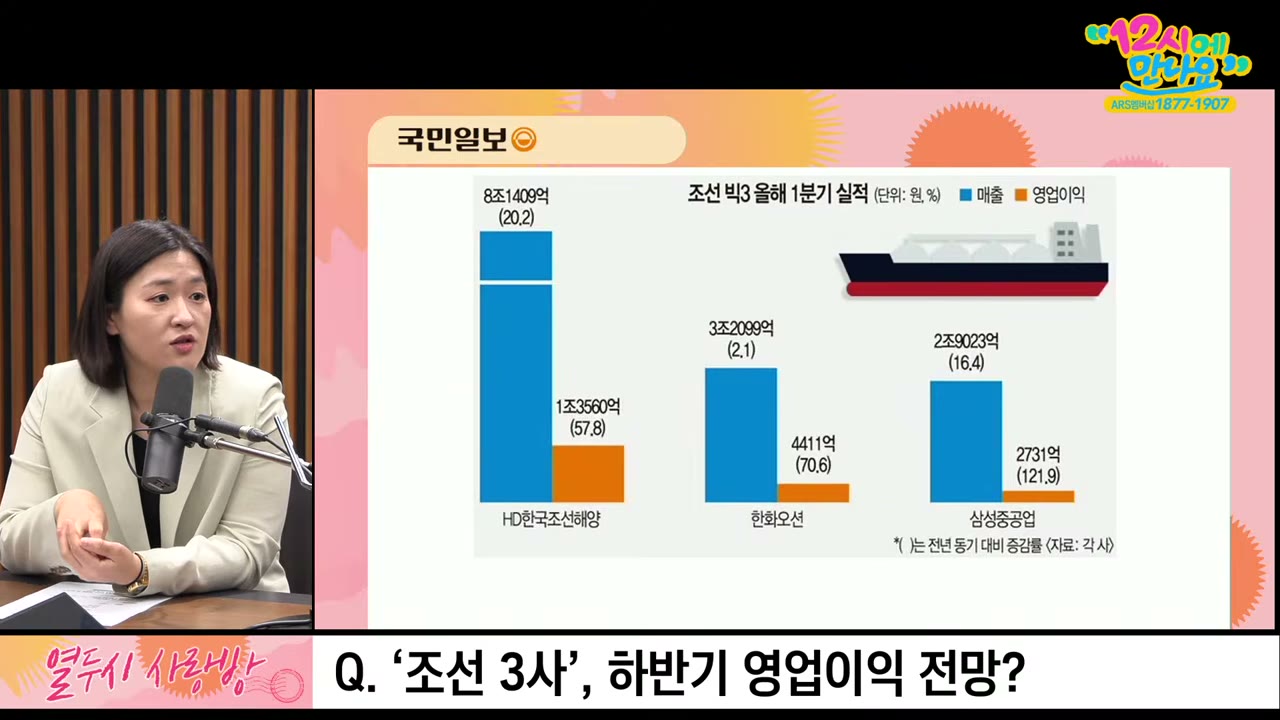 “12시에
만나요”
ARS멤버십 1877-1907
국민일보
조선 빅3 올해 1분기 실적 (단위: 원, %) 매출 영업이익
8조1409억
(20.2)
1조3560억
(57.8)
HD한국조선해양
3조2099억
(2.1)
4411억
(70.6)
한화오션
2조9023억
(16.4)
2731억
(121.9)
삼성중공업
*( )는 전년 동기 대비 증감률 <자료: 각 사>
열두시 사랑방
Q. ‘조선 3사’, 하반기 영업이익 전망?